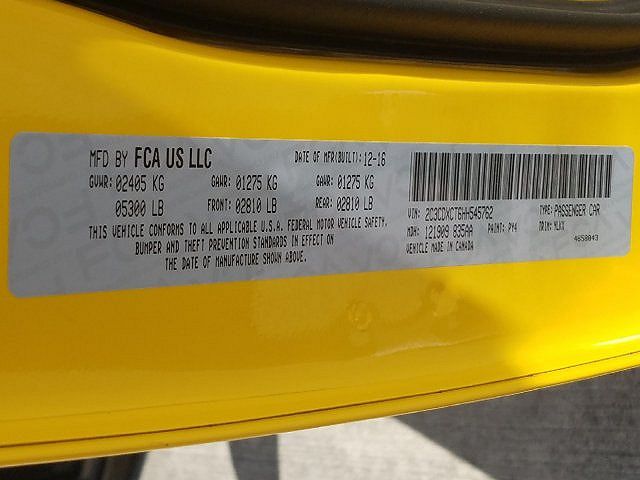 MFD BY FCA US LLC DATE OF MFR(BUILT): 12-16
GVWR: 02405 KG GAWR: 01275 KG GAWR: 01275 KG
05300 LB FRONT: 02810 LB REAR: 02810 LB
THIS VEHICLE CONFORMS TO ALL APPLICABLE U.S.A. FEDERAL MOTOR VEHICLE SAFETY,
BUMPER AND THEFT PREVENTION STANDARDS IN EFFECT ON
THE DATE OF MANUFACTURE SHOWN ABOVE.
VIN: 2C3CDXCT6HH545762 TYPE: PASSENGER CAR
MDH: 121909 835AA PAINT: PY4 TRIM: HLXX
VEHICLE MADE IN CANADA 4658043